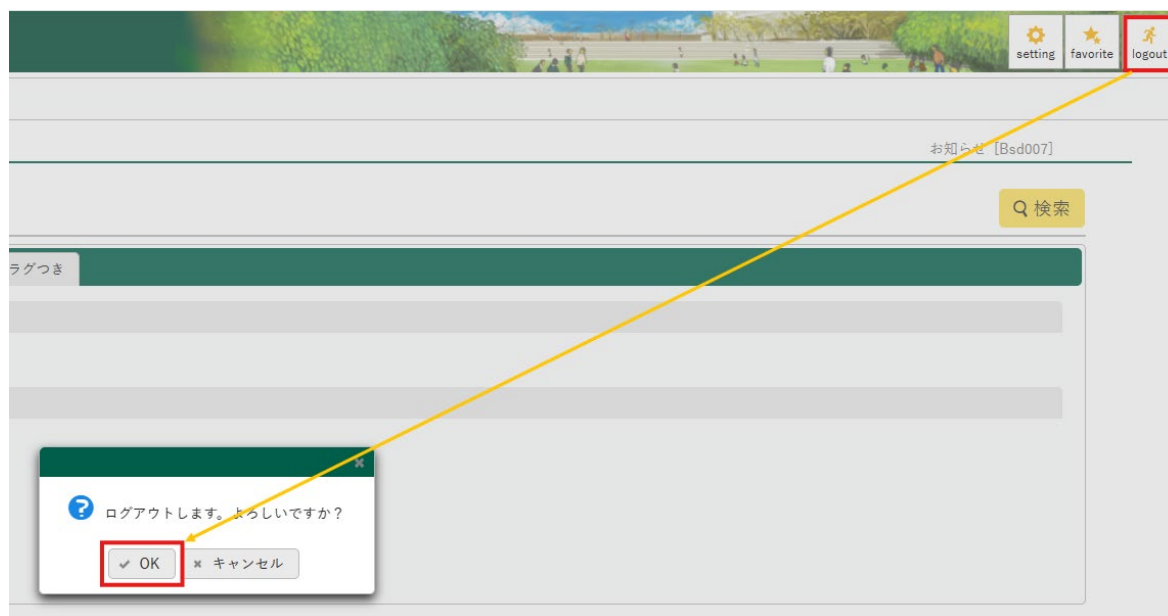 setting favorite logout
お知らせ [Bsd007]
検索
ラグつき
ログアウトします。よろしいですか？
OK キャンセル